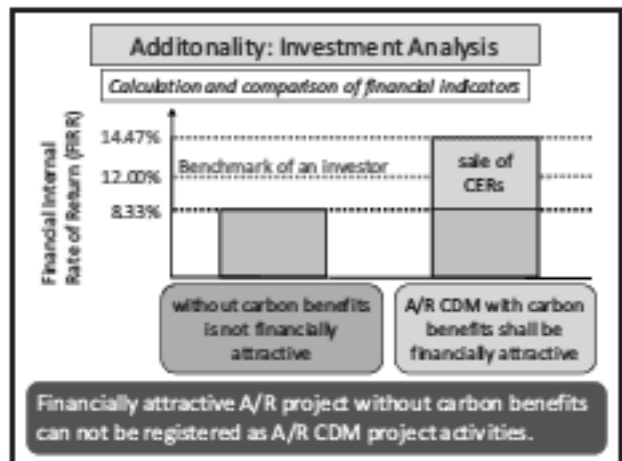 Additonality: Investment Analysis
Calculation and comparison of financial indicators
Financial Internal
Rate of Return (FIRR)
14.47%
Benchmark of an investor
12.00%
8.33%
sale of
CERs
without carbon benefits
is not financially
attractive
A/R CDM with carbon
benefits shall be
financially attractive
Financially attractive A/R project without carbon benefits
can not be registered as A/R CDM project activities.